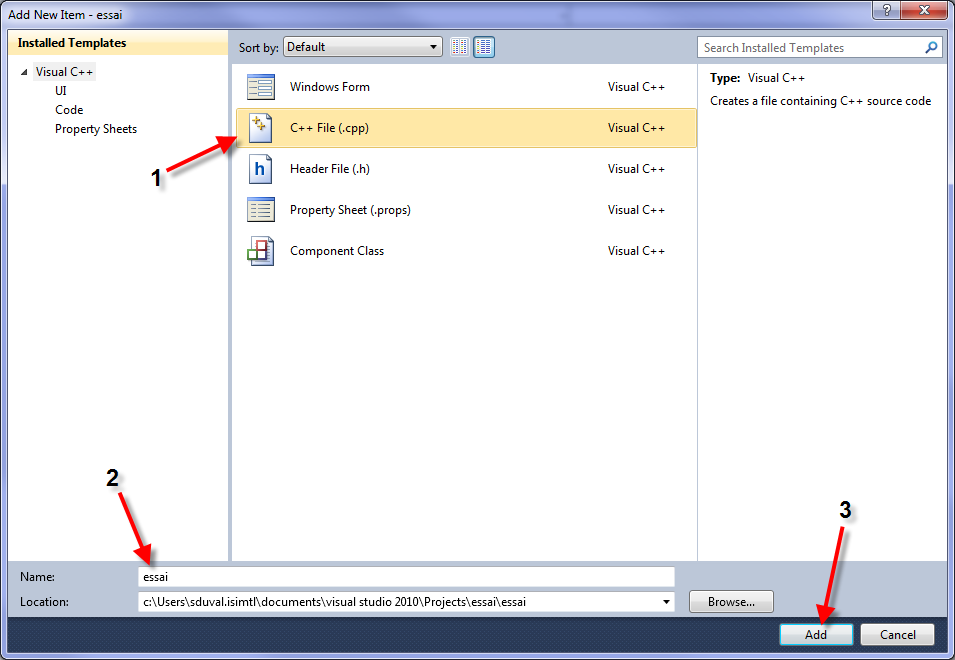 Add New Item - essai
Installed Templates
Visual C++
UI
Code
Property Sheets
Sort by: Default
Search Installed Templates
Windows Form Visual C++
C++ File (.cpp) Visual C++
h Header File (.h) Visual C++
Property Sheet (.props) Visual C++
Component Class Visual C++
Type: Visual C++
Creates a file containing C++ source code
1
2
3
Name: essai
Location: c:\Users\sduval.isimtl\documents\visual studio 2010\Projects\essai\essai
Browse...
Add Cancel